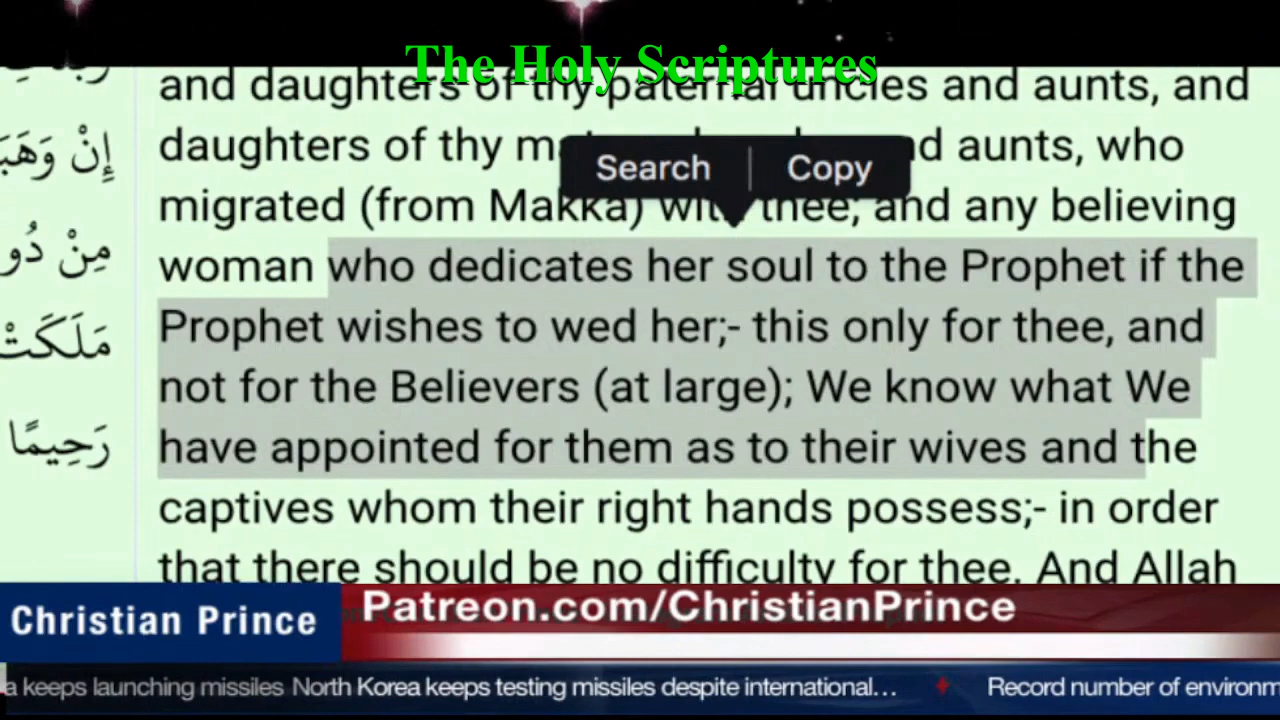 The Holy Scriptures
and daughters of thy paternal uncles and aunts, and
daughters of thy aunts, who
Search Copy
migrated (from Makka) with thee; and any believing
إِنْ
woman who dedicates her soul to the Prophet if the
مِنْ
Prophet wishes to wed her;- this only for thee, and
not for the Believers (at large); We know what We
have appointed for them as to their wives and the
رَحِيمًا
captives whom their right hands possess;- in order
that there should be no difficulty for thee. And Allah
Christian Prince
Patreon.com/ChristianPrince
keeps launching missiles North Korea keeps testing missiles despite international... Record number of